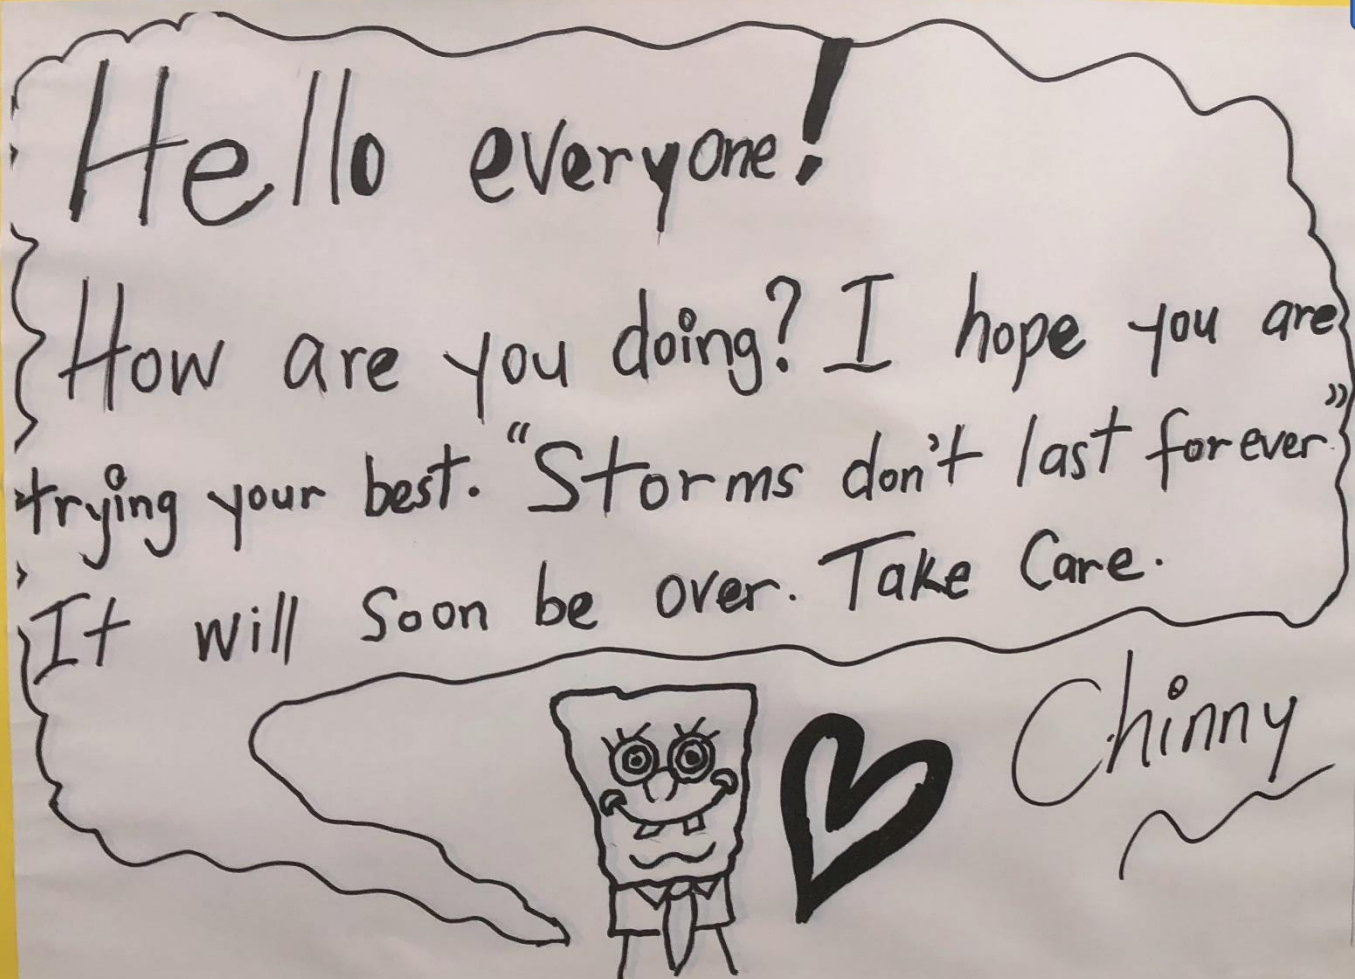 Hello everyone!
How are you doing? I hope you are
trying your best. "Storms don't last forever."
It will Soon be over. Take Care.
Chinny